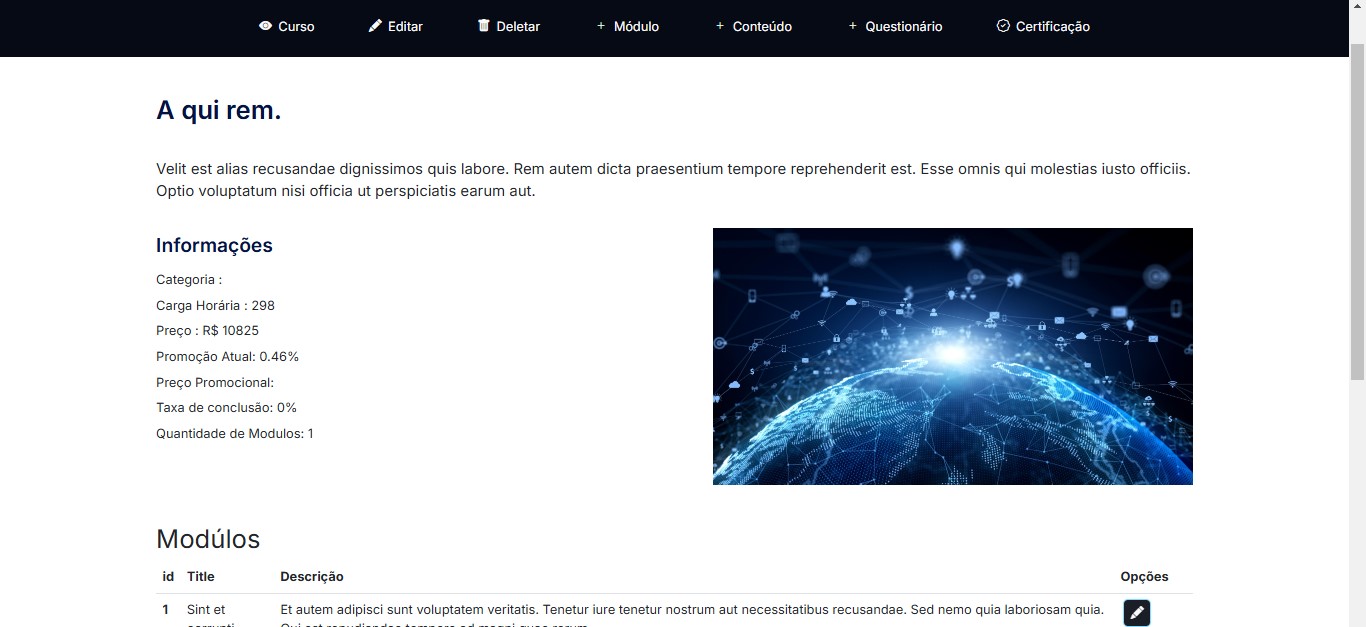 Curso Editar Deletar + Módulo + Conteúdo + Questionário Certificação
A qui rem.
Velit est alias recusandae dignissimos quis labore. Rem autem dicta praesentium tempore reprehenderit est. Esse omnis qui molestias iusto officiis.
Optio voluptatum nisi officia ut perspiciatis earum aut.
Informações
Categoria :
Carga Horária : 298
Preço : R$ 10825
Promoção Atual: 0.46%
Preço Promocional:
Taxa de conclusão: 0%
Quantidade de Modulos: 1
Modúlos
id Title Descrição Opções
1 Sint et Et autem adipisci sunt voluptatem veritatis. Tenetur iure tenetur nostrum aut necessitatibus recusandae. Sed nemo quia laboriosam quia.